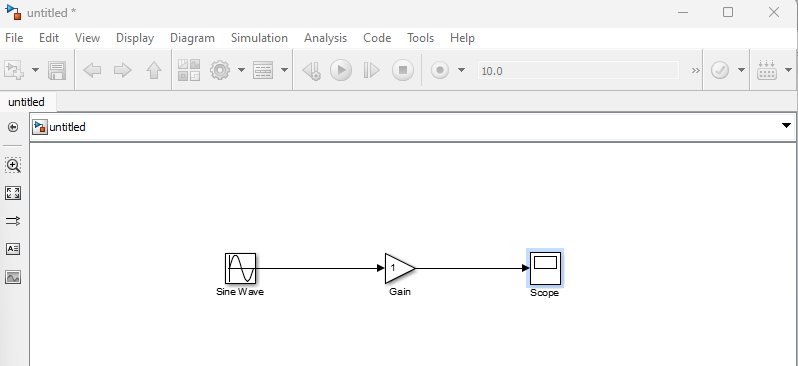 untitled *
File Edit View Display Diagram Simulation Analysis Code Tools Help
10.0 »
untitled
untitled
1
Sine Wave Gain Scope